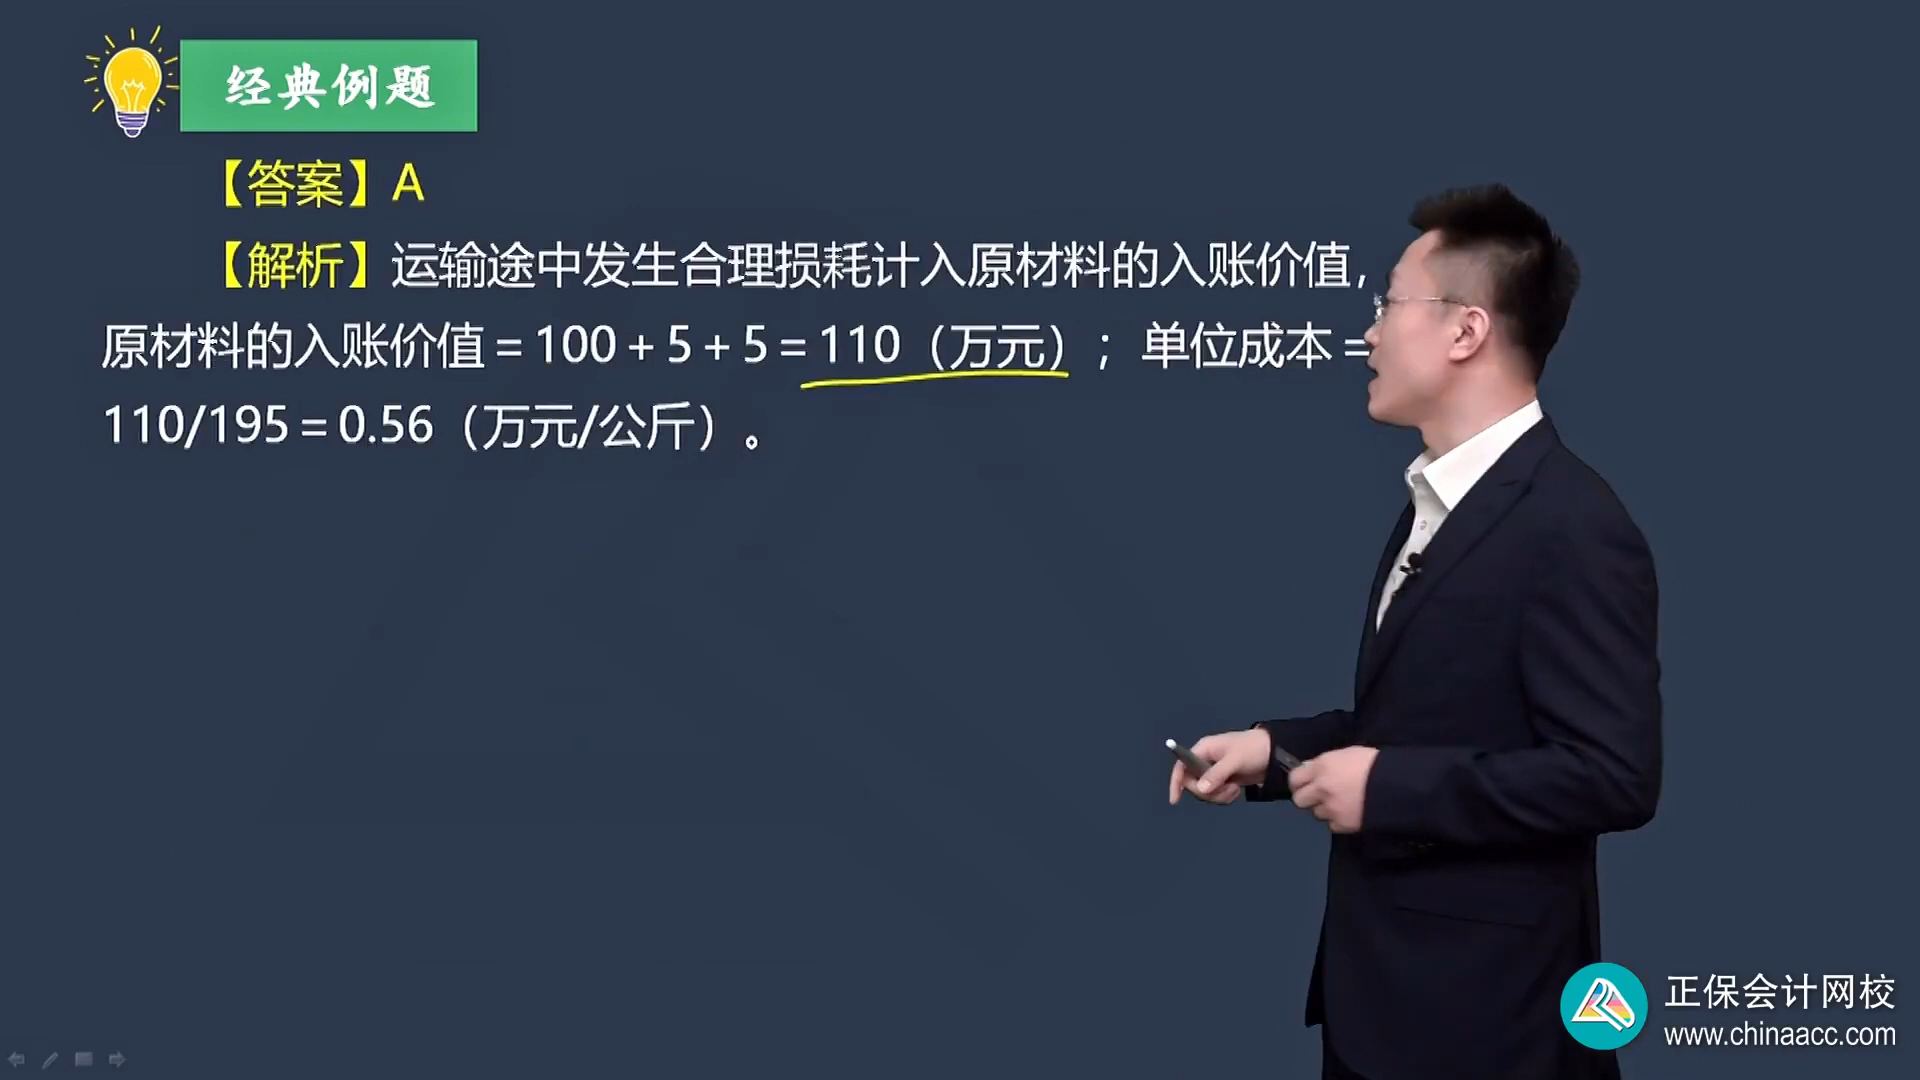 经典例题
【答案】A
【解析】运输途中发生合理损耗计入原材料的入账价值，
原材料的入账价值＝100＋5＋5＝110（万元）；单位成本＝
110/195＝0.56（万元/公斤）。
正保会计网校
www.chinaacc.com